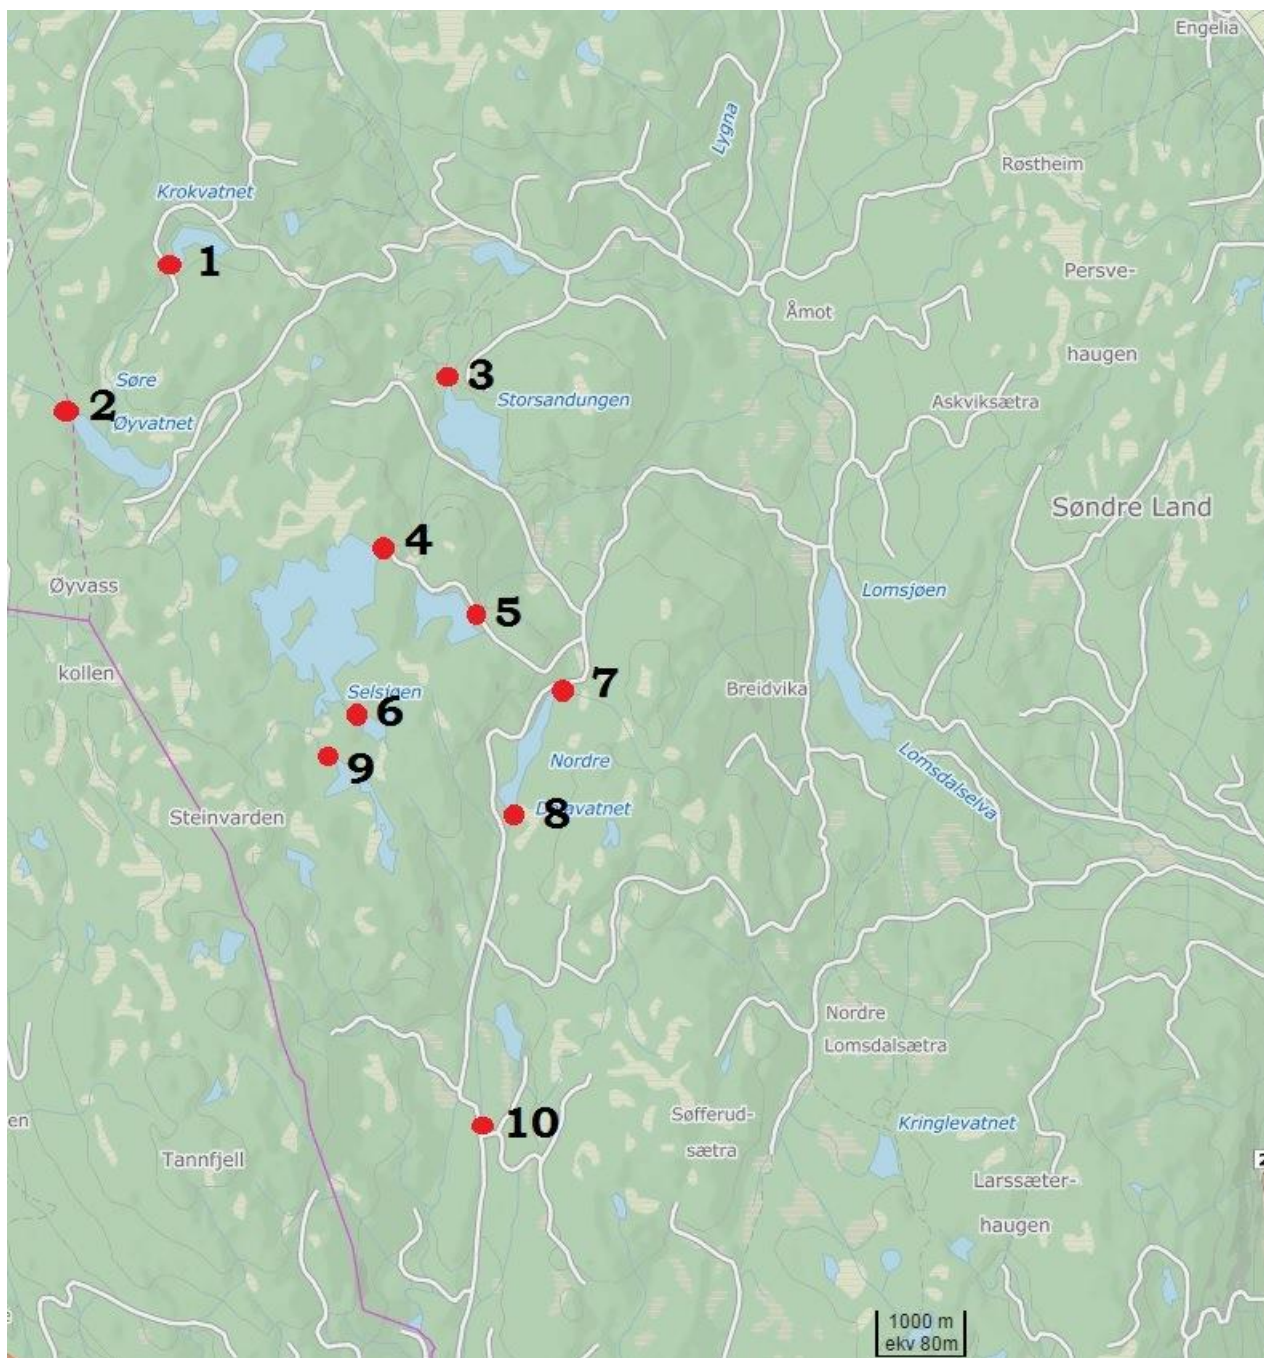 Engelia
Lygna
Røstheim
Krokvatnet
1
Persve-
Åmot
haugen
3
Søre
Storsandungen
2
Øyvatnet
Askviksætra
Søndre Land
4
Øyvass
Lomsjøen
5
kollen
7
Breidvika
Selsjøen
6
9
Nordre
Lomsdalselva
Steinvarden
8
Nordre
Lomsdalsætra
en
10
Søfferud-
Kringlevatnet
sætra
Tannfjell
2
Larssæter-
haugen
1000 m
ekv 80m